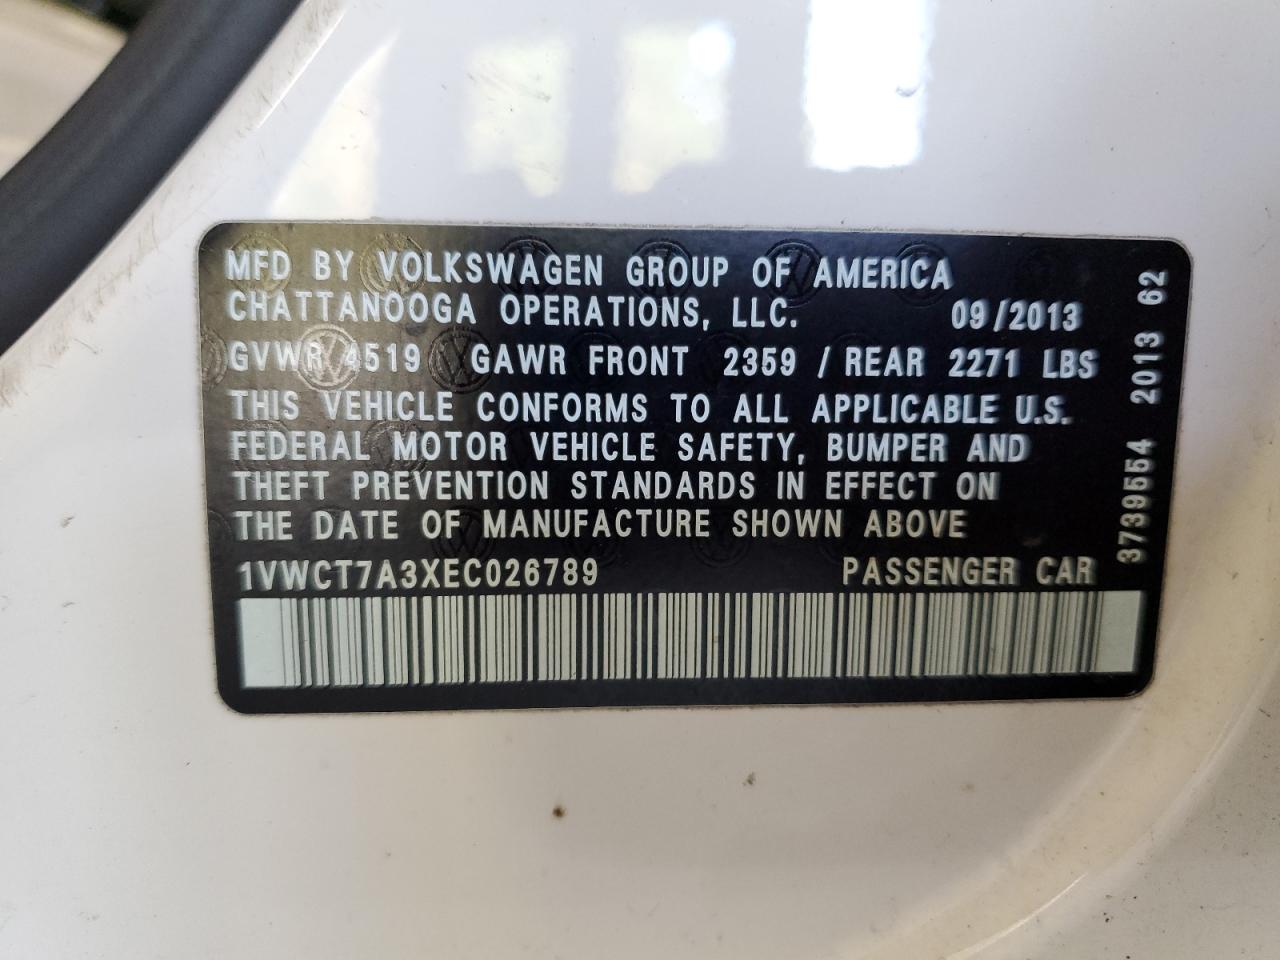 MFD BY VOLKSWAGEN GROUP OF AMERICA
CHATTANOOGA OPERATIONS, LLC. 09/2013
GVWR 4519 GAWR FRONT 2359 / REAR 2271 LBS
THIS VEHICLE CONFORMS TO ALL APPLICABLE U.S.
FEDERAL MOTOR VEHICLE SAFETY, BUMPER AND
THEFT PREVENTION STANDARDS IN EFFECT ON
THE DATE OF MANUFACTURE SHOWN ABOVE
1VWCT7A3XEC026789 PASSENGER CAR
3739554 2013 62